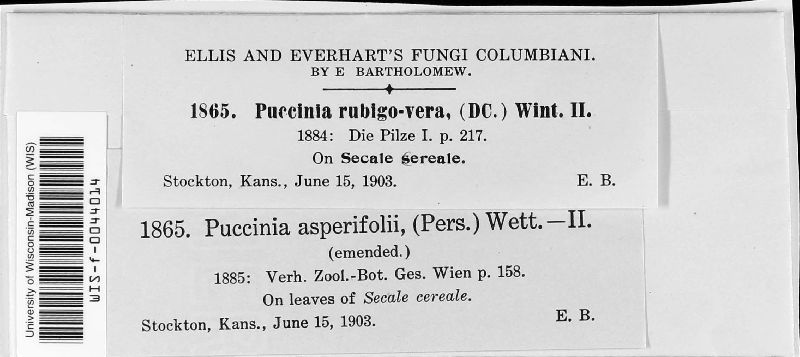 ELLIS AND EVERHART'S FUNGI COLUMBIANI.
BY E BARTHOLOMEW.
1865. Puccinia rubigo-vera, (DC.) Wint. II.
1884: Die Pilze I. p. 217.
On Secale cereale.
Stockton, Kans., June 15, 1903. E. B.
1865. Puccinia asperifolii, (Pers.) Wett.—II.
(emended.)
1885: Verh. Zool.-Bot. Ges. Wien p. 158.
On leaves of Secale cereale.
Stockton, Kans., June 15, 1903. E. B.
University of Wisconsin-Madison (WIS)
WIS-f-0040414